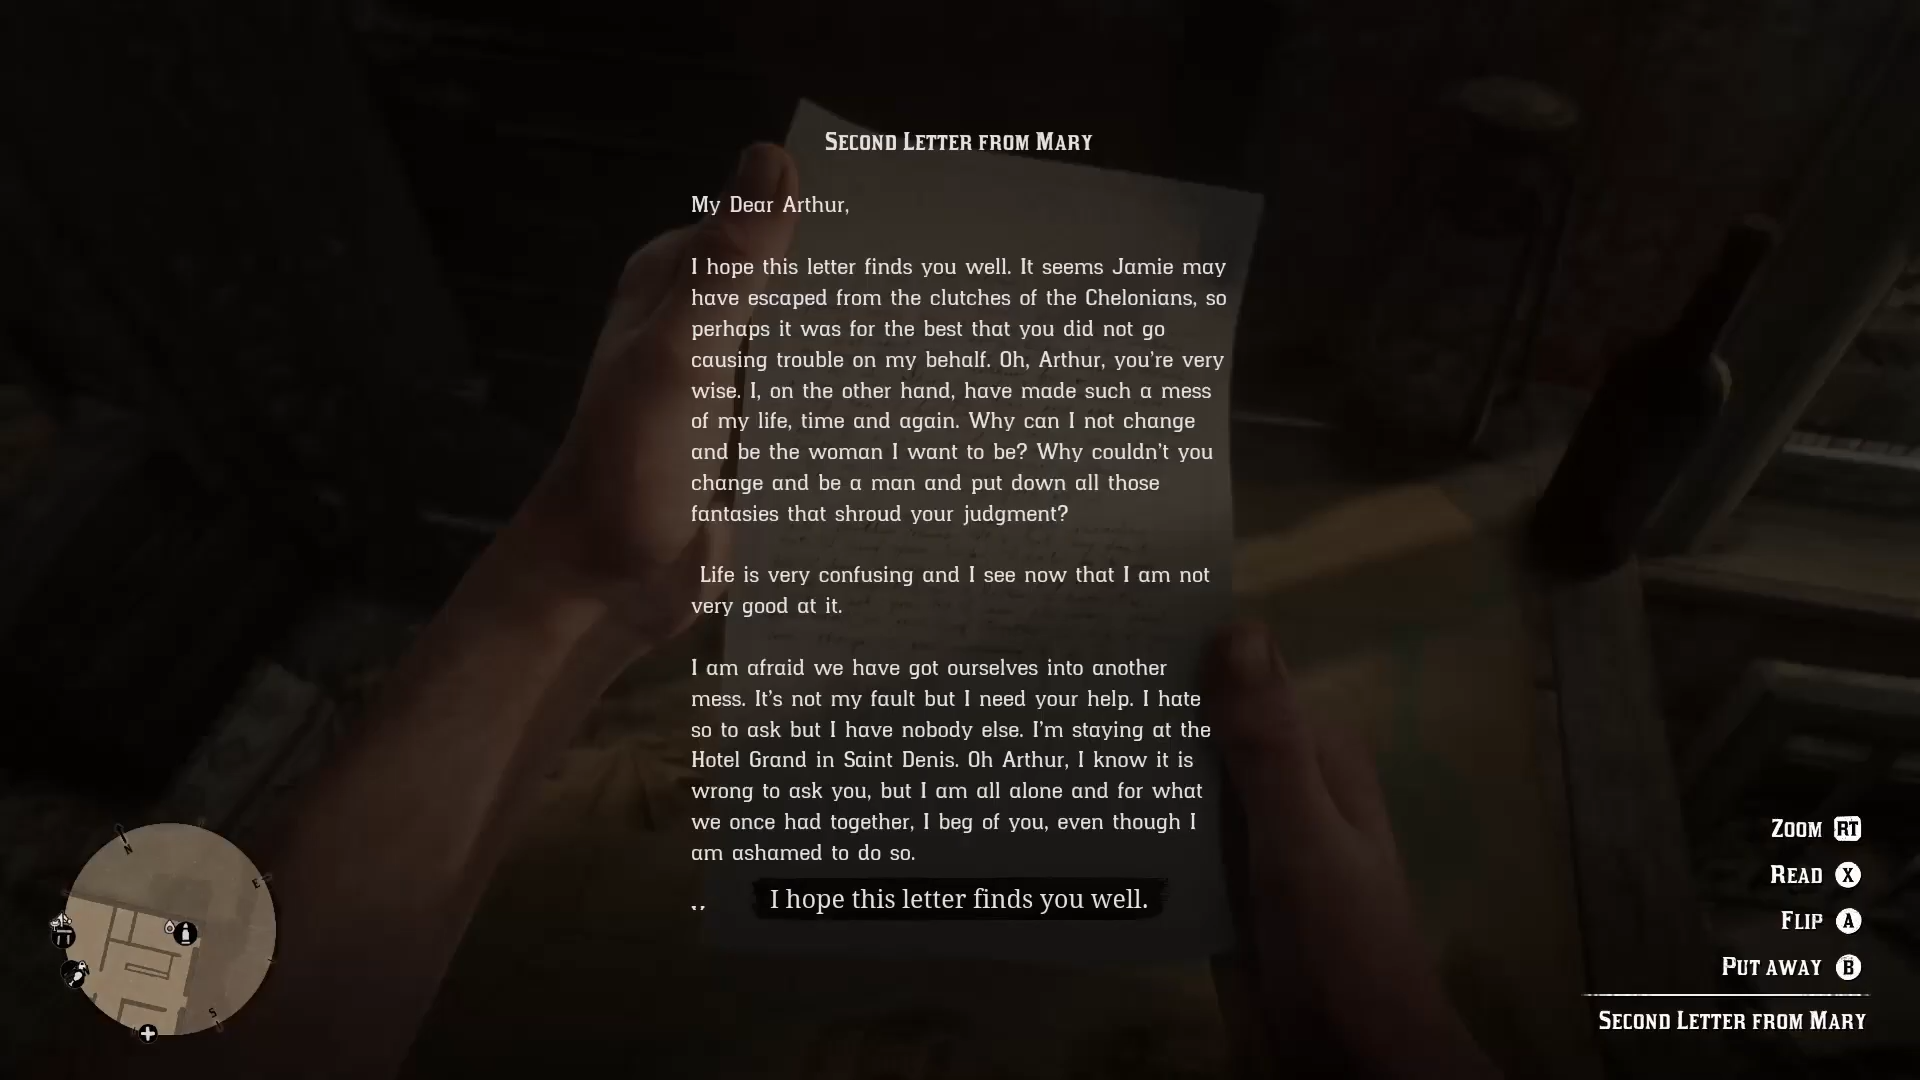 Second Letter from Mary
My Dear Arthur,
I hope this letter finds you well. It seems Jamie may
have escaped from the clutches of the Chelonians, so
perhaps it was for the best that you did not go
causing trouble on my behalf. Oh, Arthur, you're very
wise. I, on the other hand, have made such a mess
of my life, time and again. Why can I not change
and be the woman I want to be? Why couldn't you
change and be a man and put down all those
fantasies that shroud your judgment?
Life is very confusing and I see now that I am not
very good at it.
I am afraid we have got ourselves into another
mess. It's not my fault but I need your help. I hate
so to ask but I have nobody else. I'm staying at the
Hotel Grand in Saint Denis. Oh Arthur, I know it is
wrong to ask you, but I am all alone and for what
we once had together, I beg of you, even though I
am ashamed to do so.
I hope this letter finds you well.
Zoom RT
Read X
Flip A
Put away B
Second Letter from Mary
N
E
S